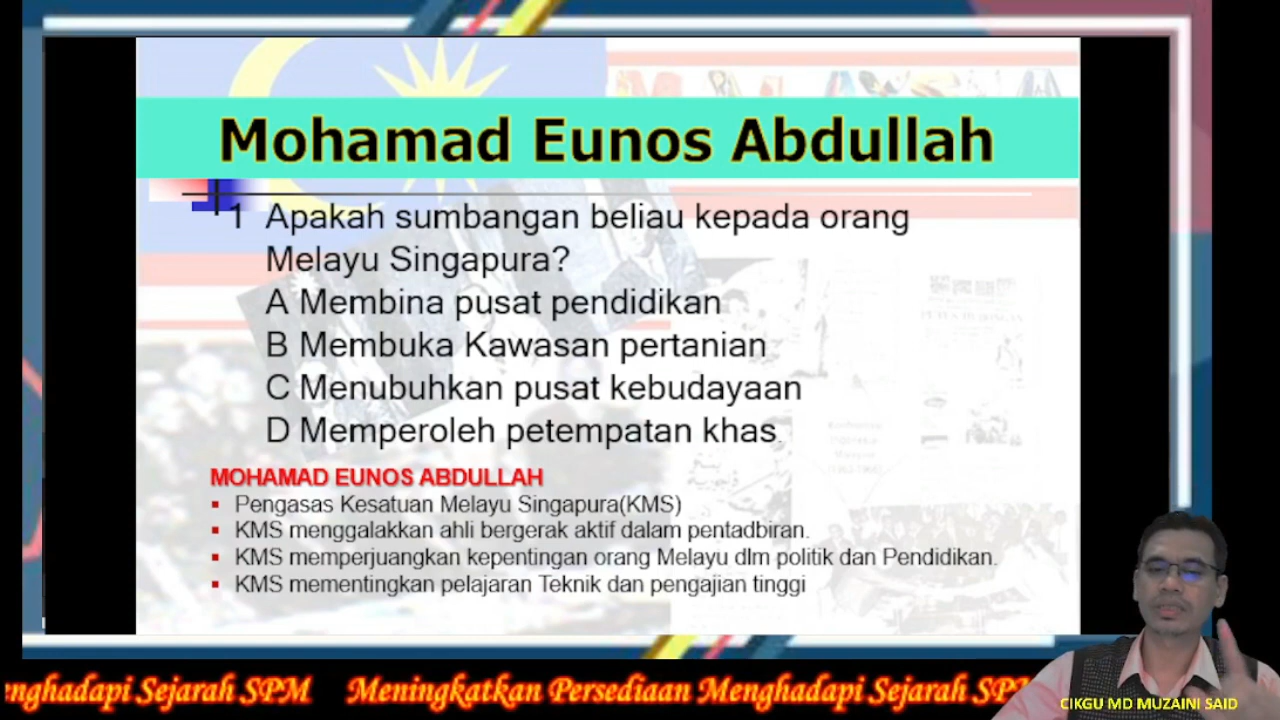 Mohamad Eunos Abdullah
1 Apakah sumbangan beliau kepada orang
Melayu Singapura?
A Membina pusat pendidikan
B Membuka Kawasan pertanian
C Menubuhkan pusat kebudayaan
D Memperoleh petempatan khas
MOHAMAD EUNOS ABDULLAH
▪ Pengasas Kesatuan Melayu Singapura(KMS)
▪ KMS menggalakkan ahli bergerak aktif dalam pentadbiran.
▪ KMS memperjuangkan kepentingan orang Melayu dlm politik dan Pendidikan.
▪ KMS mementingkan pelajaran Teknik dan pengajian tinggi
enghadapi Sejarah SPM Meningkatkan Persediaan Menghadapi Sejarah SP
CIKGU MD MUZAINI SAID